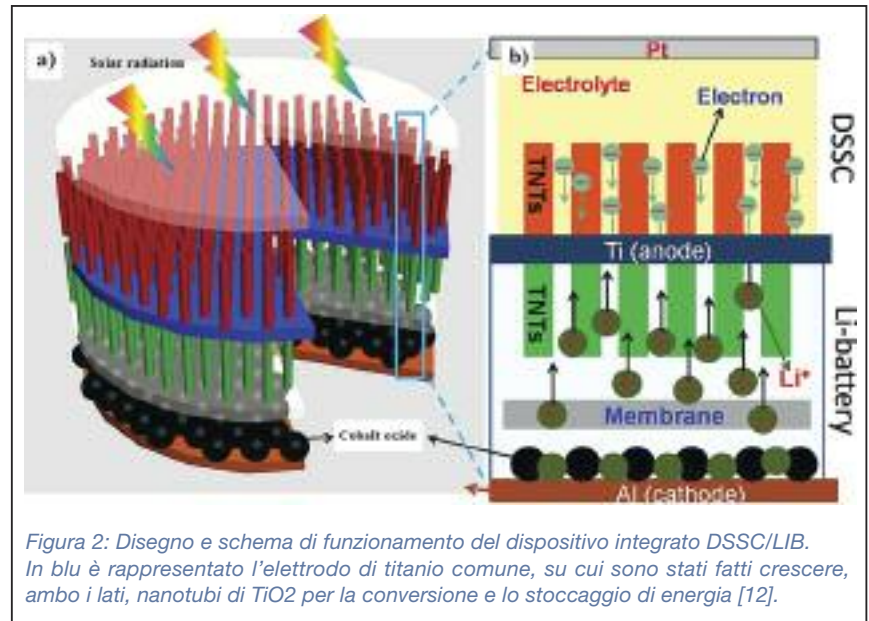 a)
Solar radiation
Cobalt oxide
b)
Pt
Electrolyte
Electron
TNTs
DSSC
Ti (anode)
TNTs
Li-battery
Li⁺
Membrane
Al (cathode)
Figura 2: Disegno e schema di funzionamento del dispositivo integrato DSSC/LIB.
In blu è rappresentato l'elettrodo di titanio comune, su cui sono stati fatti crescere,
ambo i lati, nanotubi di TiO2 per la conversione e lo stoccaggio di energia [12].